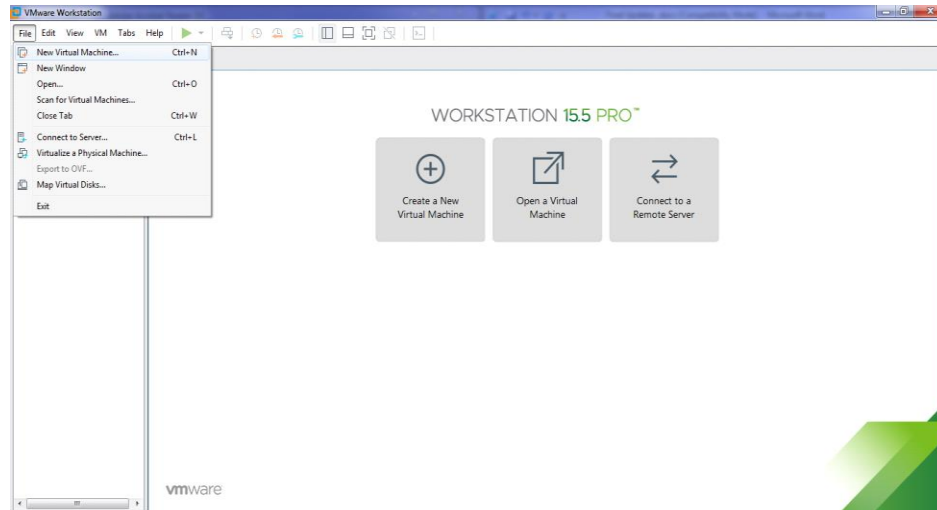 VMware Workstation
File Edit View VM Tabs Help
New Virtual Machine... Ctrl+N
New Window
Open... Ctrl+O
Scan for Virtual Machines...
Close Tab Ctrl+W
Connect to Server... Ctrl+L
Virtualize a Physical Machine...
Export to OVF...
Map Virtual Disks...
Exit
WORKSTATION 15.5 PRO™
Create a New
Virtual Machine
Open a Virtual
Machine
Connect to a
Remote Server
vmware